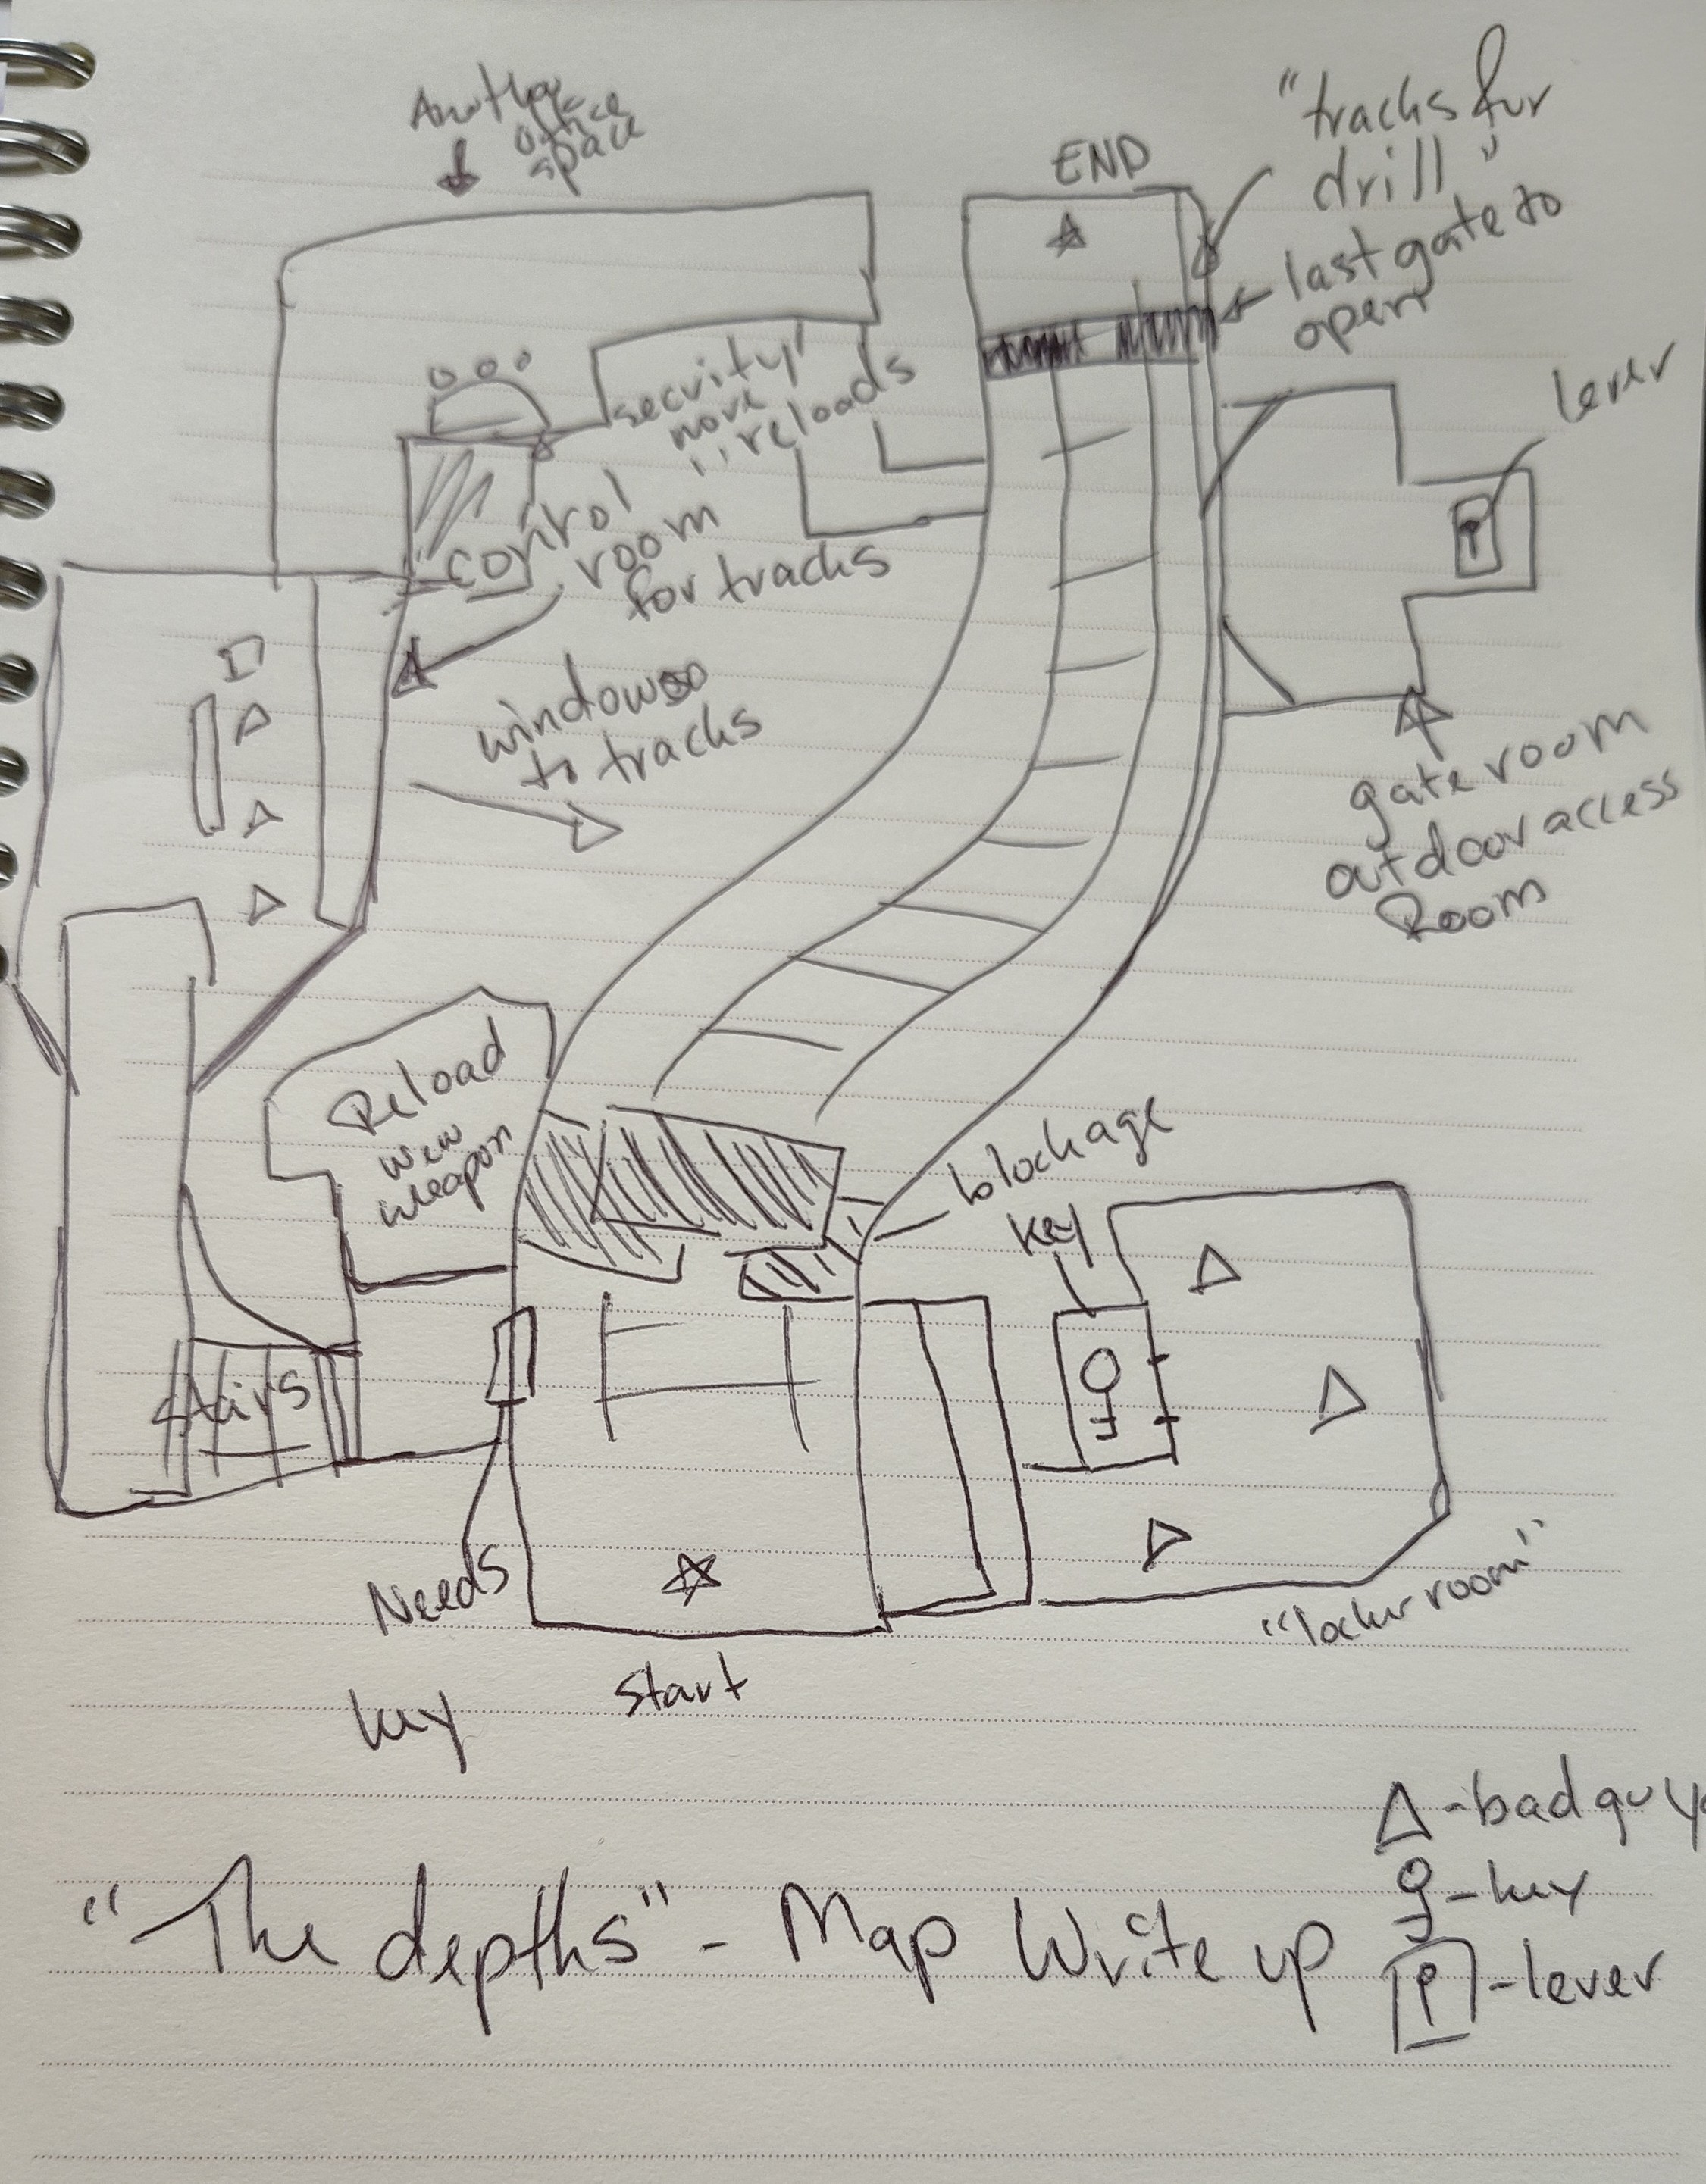 Another
office
space
END
"tracks for
drill"
last gate to
open
lever
security
more
"reloads
"control
room
for tracks
windows
to tracks
gate room
outdoor access
Room
Reload
new
weapon
blockage
key
stairs
Needs
key
start
"locker room"
"The depths" - Map Write up
△ - bad guys
- key
- lever